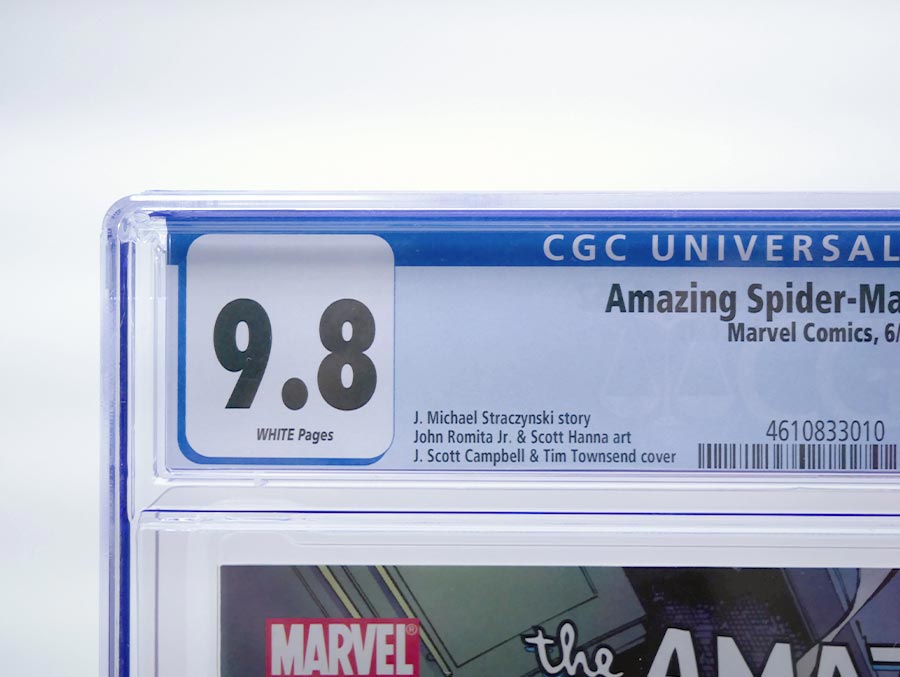 CGC UNIVERSAL
9.8
WHITE Pages
Amazing Spider-Ma
Marvel Comics, 6/
J. Michael Straczynski story
John Romita Jr. & Scott Hanna art
J. Scott Campbell & Tim Townsend cover
4610833010
MARVEL®
the AMAZ